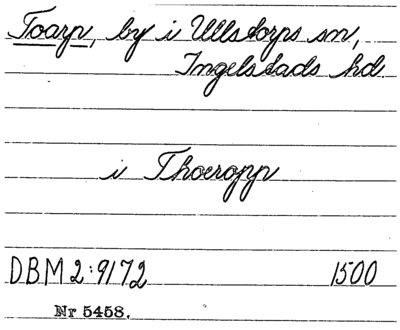 Toarp, by i Ullstorps sn,
Ingelstads hd.
i Thoeropp
DBM 2:9172 1500
Nr 5458.